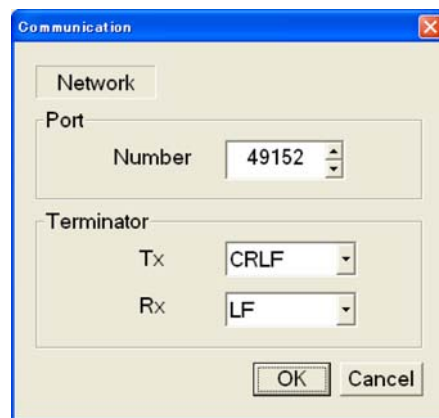 Communication
Network
Port
Number 49152
Terminator
Tx CRLF
Rx LF
OK Cancel